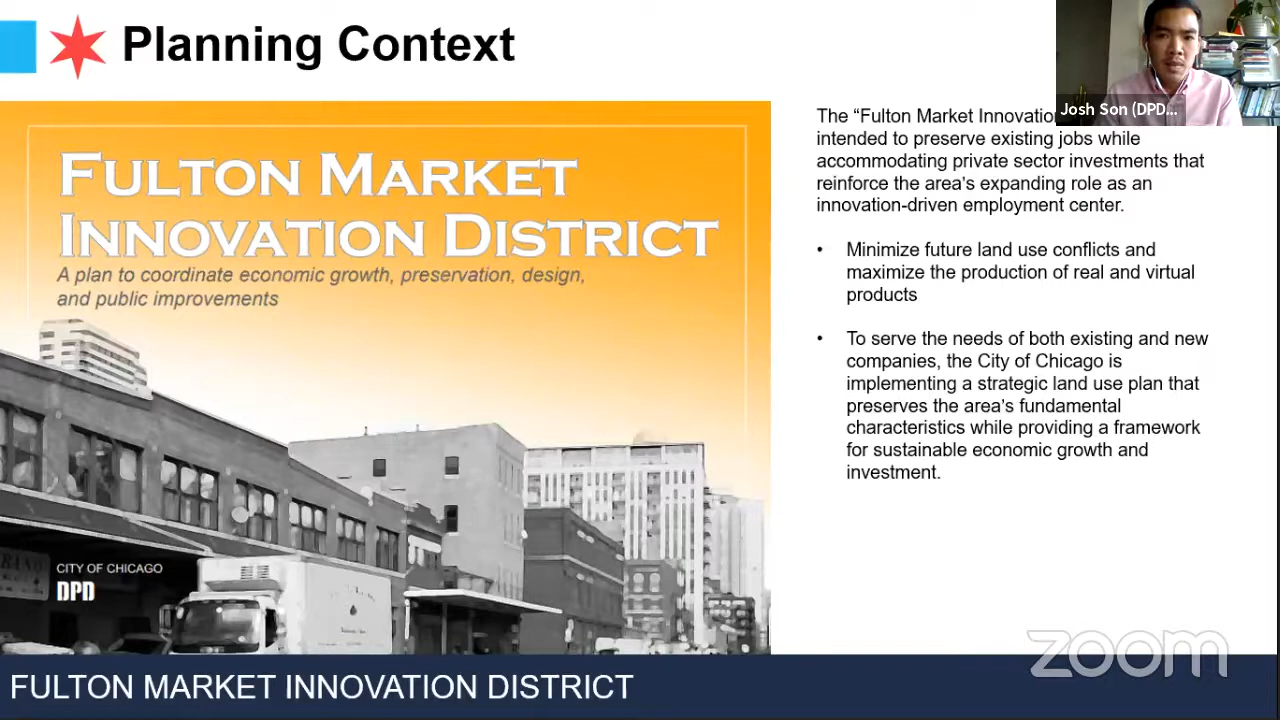 Planning Context
Josh Son (DPD...
The “Fulton Market Innovation
intended to preserve existing jobs while
accommodating private sector investments that
reinforce the area's expanding role as an
innovation-driven employment center.
• Minimize future land use conflicts and
maximize the production of real and virtual
products
• To serve the needs of both existing and new
companies, the City of Chicago is
implementing a strategic land use plan that
preserves the area's fundamental
characteristics while providing a framework
for sustainable economic growth and
investment.
FULTON MARKET
INNOVATION DISTRICT
A plan to coordinate economic growth, preservation, design,
and public improvements
CITY OF CHICAGO
DPD
zoom
FULTON MARKET INNOVATION DISTRICT